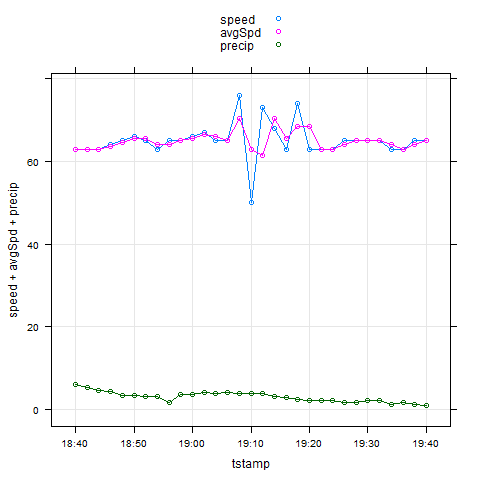 speed
avgSpd
precip
speed + avgSpd + precip
60
40
20
0
18:40 18:50 19:00 19:10 19:20 19:30 19:40
tstamp